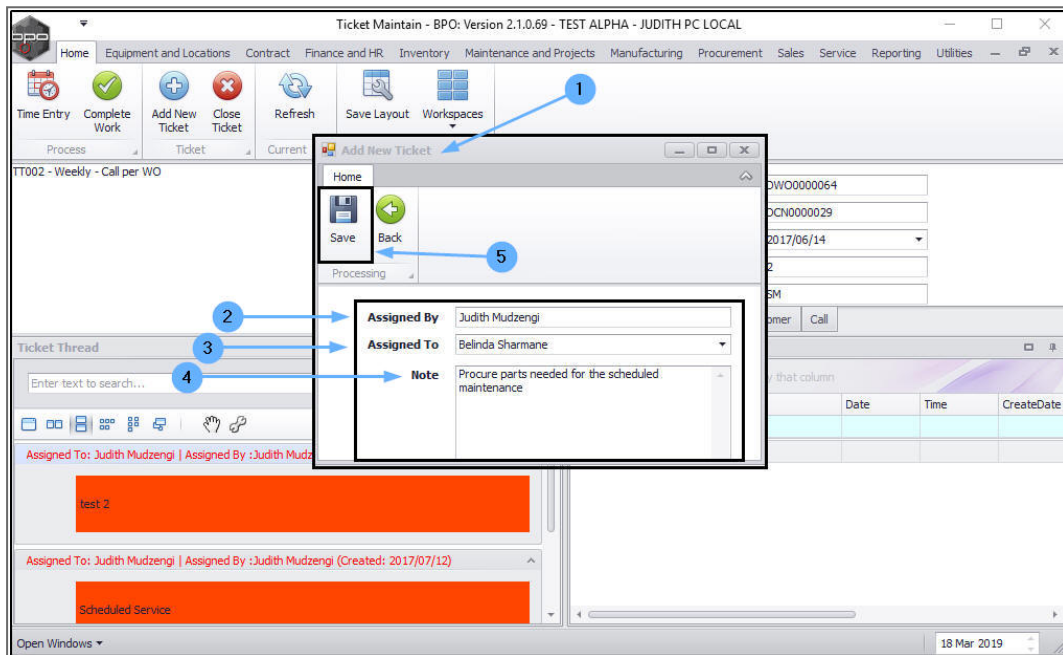 Ticket Maintain - BPO: Version 2.1.0.69 - TEST ALPHA - JUDITH PC LOCAL
Home Equipment and Locations Contract Finance and HR Inventory Maintenance and Projects Manufacturing Procurement Sales Service Reporting Utilities
Time Entry Complete Work Add New Ticket Close Ticket Refresh Save Layout Workspaces
Process Ticket Current
1
Add New Ticket
Home
Save Back
5
Processing
2
Assigned By Judith Mudzengi
3
Assigned To Belinda Sharmane
4
Note Procure parts needed for the scheduled
maintenance
TT002 - Weekly - Call per WO
DWO0000064
DCN0000029
2017/06/14
2
SM
omer Call
Ticket Thread
Enter text to search...
y that column
Date Time CreateDate
Assigned To: Judith Mudzengi | Assigned By :Judith Mudz
test 2
Assigned To: Judith Mudzengi | Assigned By :Judith Mudzengi (Created: 2017/07/12)
Scheduled Service
Open Windows
18 Mar 2019